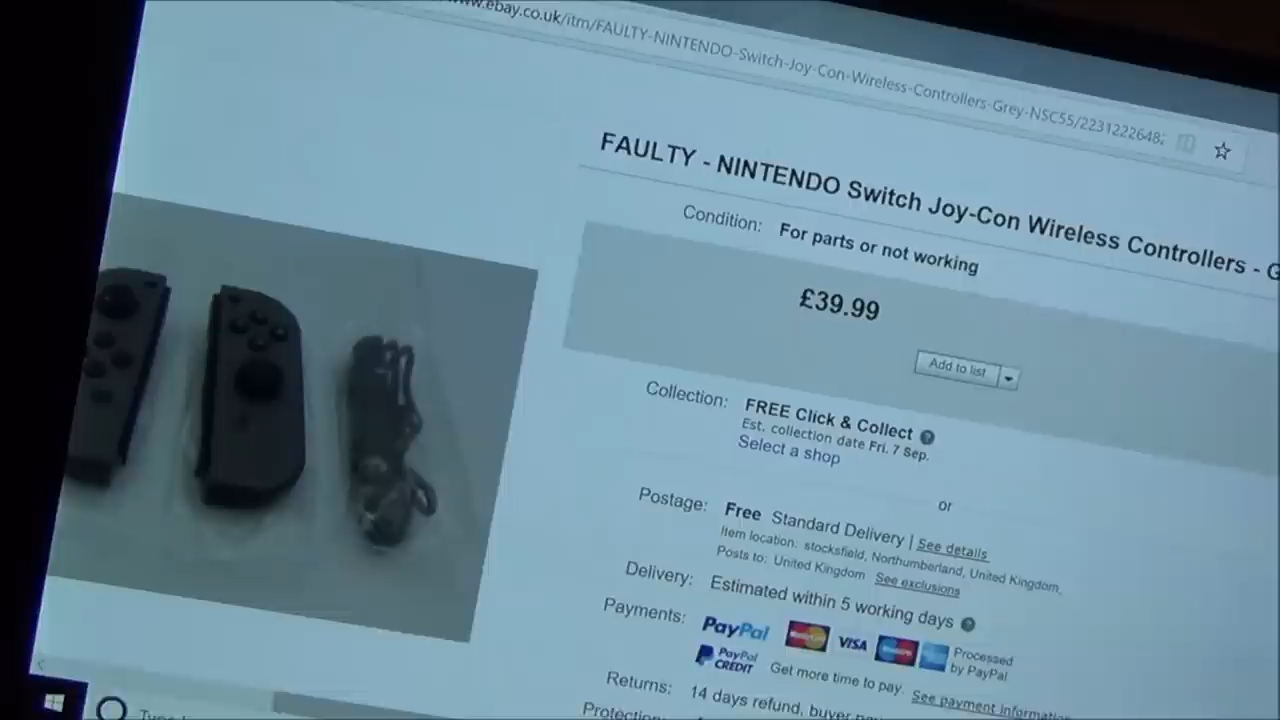 www.ebay.co.uk/itm/FAULTY-NINTENDO-Switch-Joy-Con-Wireless-Controllers-Grey-NSC55/2231222648
FAULTY - NINTENDO Switch Joy-Con Wireless Controllers - G
Condition: For parts or not working
£39.99
Add to list
Collection: FREE Click & Collect
Est. collection date Fri. 7 Sep.
Select a shop
or
Postage: Free Standard Delivery | See details
Item location: stocksfield, Northumberland, United Kingdom,
Posts to: United Kingdom See exclusions
Delivery: Estimated within 5 working days
Payments: PayPal VISA Processed
by PayPal
PayPal
CREDIT Get more time to pay. See payment information
Returns: 14 days refund, buyer